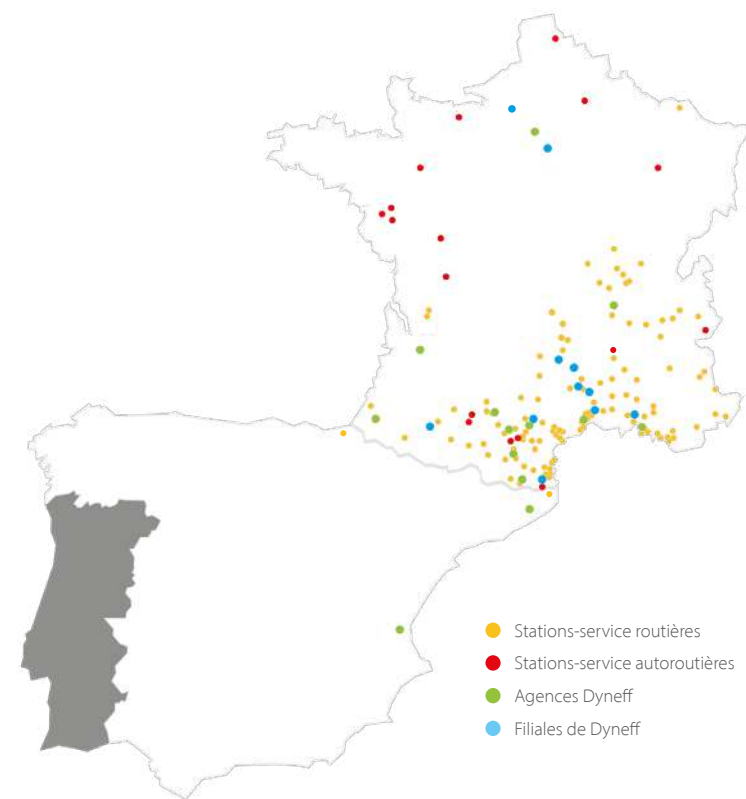 Stations-service routières
Stations-service autoroutières
Agences Dyneff
Filiales de Dyneff